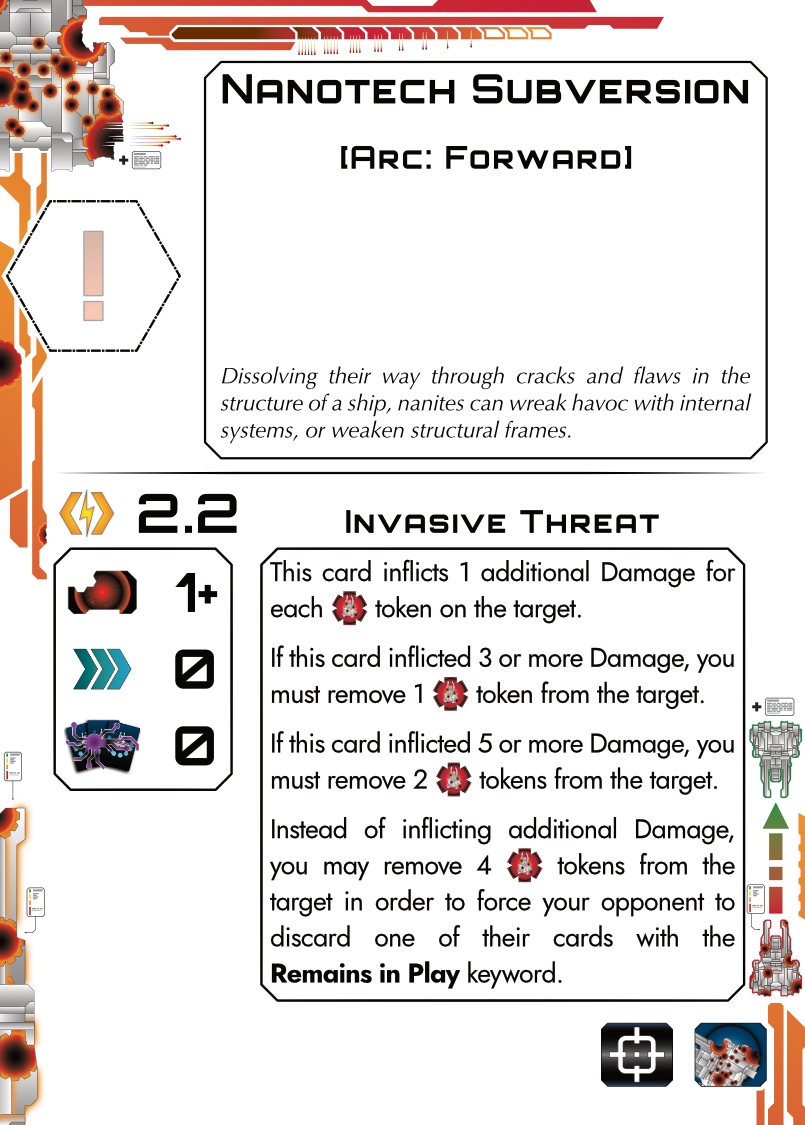 Nanotech Subversion
[Arc: Forward]
!
Dissolving their way through cracks and flaws in the
structure of a ship, nanites can wreak havoc with internal
systems, or weaken structural frames.
2.2
Invasive Threat
1+
0
0
This card inflicts 1 additional Damage for
each token on the target.
If this card inflicted 3 or more Damage, you
must remove 1 token from the target.
If this card inflicted 5 or more Damage, you
must remove 2 tokens from the target.
Instead of inflicting additional Damage,
you may remove 4 tokens from the
target in order to force your opponent to
discard one of their cards with the
Remains in Play keyword.